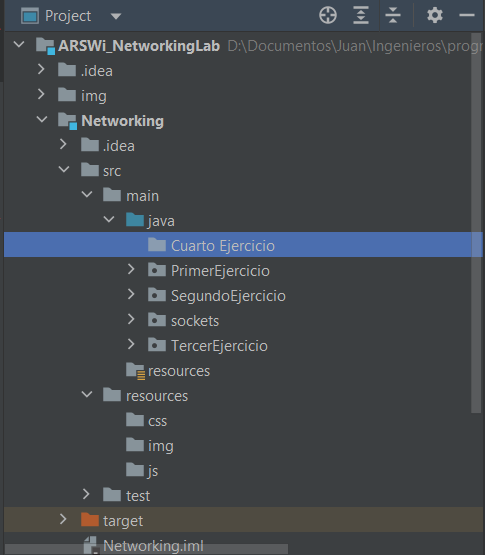 Project
ARSWi_NetworkingLab D:\Documentos\Juan\Ingenieros\progr
.idea
img
Networking
.idea
src
main
java
Cuarto Ejercicio
PrimerEjercicio
SegundoEjercicio
sockets
TercerEjercicio
resources
resources
css
img
js
test
target
Networking.iml